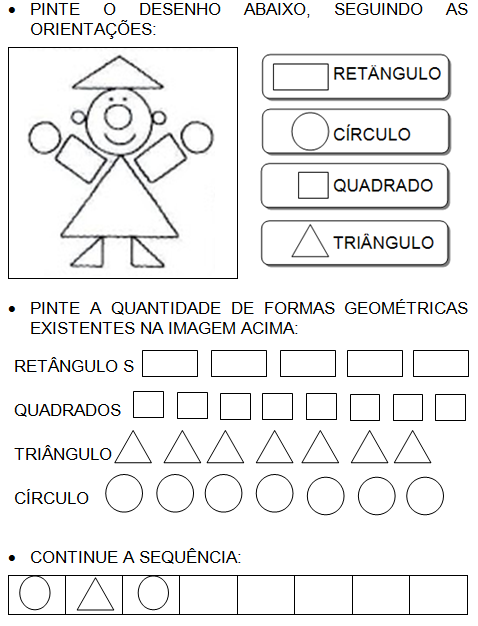 • PINTE O DESENHO ABAIXO, SEGUINDO AS
ORIENTAÇÕES:
RETÂNGULO
CÍRCULO
QUADRADO
TRIÂNGULO
• PINTE A QUANTIDADE DE FORMAS GEOMÉTRICAS
EXISTENTES NA IMAGEM ACIMA:
RETÂNGULO S
QUADRADOS
TRIÂNGULO
CÍRCULO
• CONTINUE A SEQUÊNCIA: